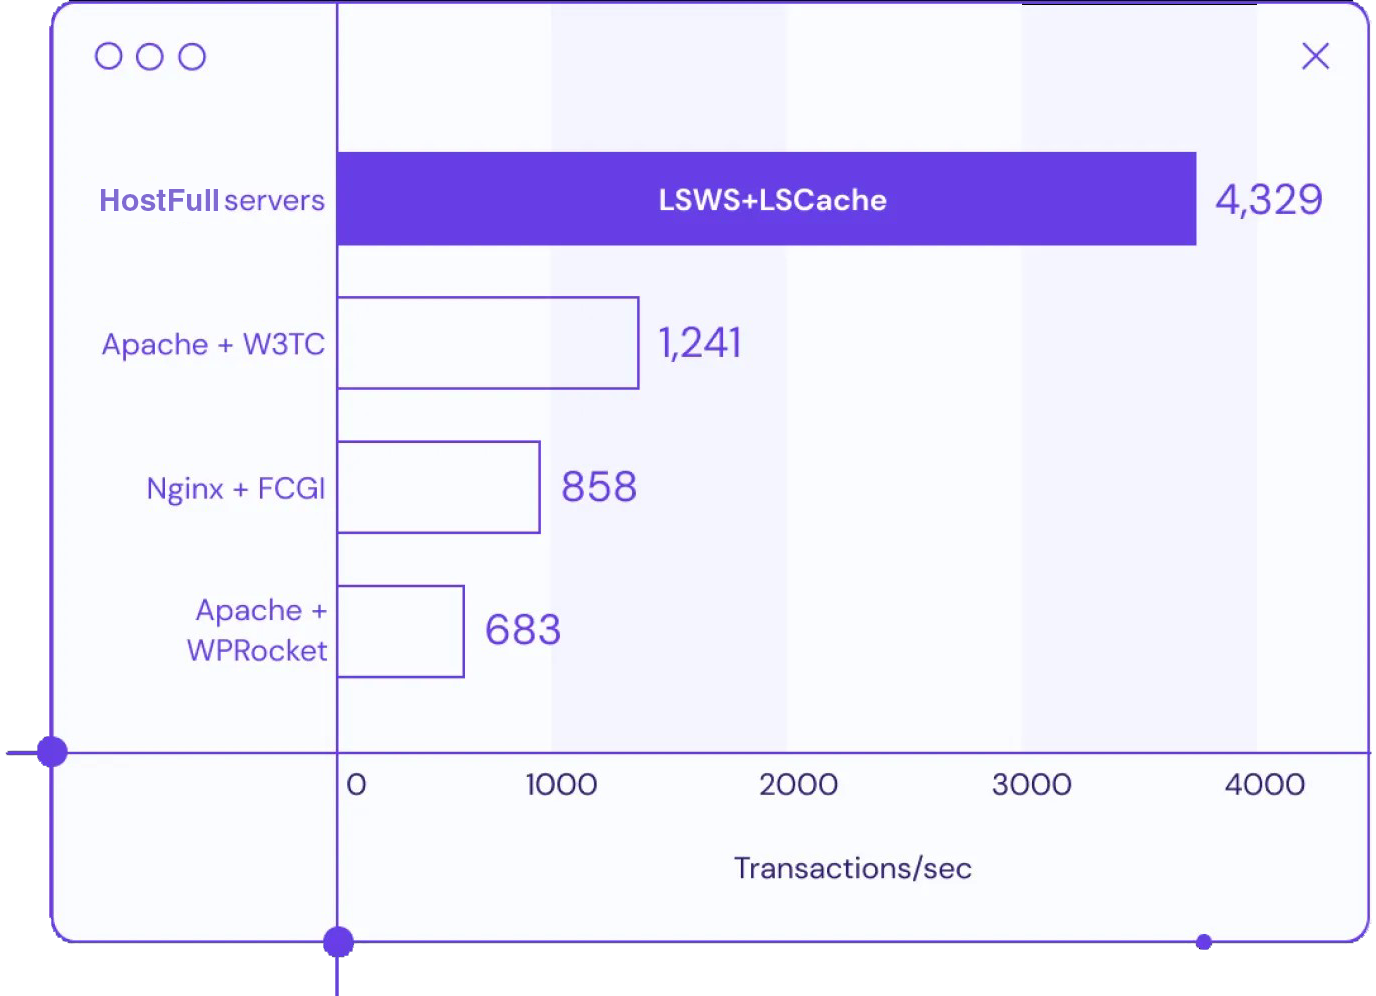 HostFull servers
LSWS+LSCache
4,329
Apache + W3TC
1,241
Nginx + FCGI
858
Apache +
WPRocket
683
0 1000 2000 3000 4000
Transactions/sec